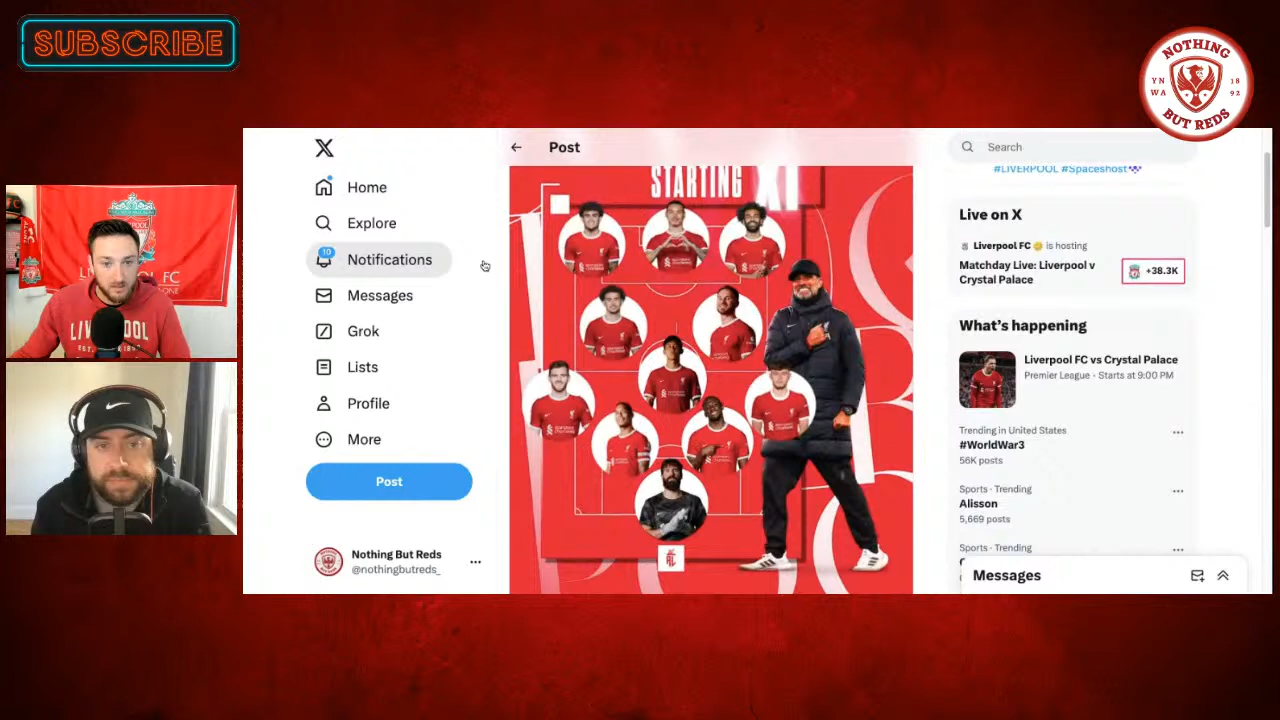 SUBSCRIBE
NOTHING
YN
WA
18
92
BUT REDS
X
Post
Search
#LIVERPOOL #Spaceshost
Home
Explore
10
Notifications
Messages
Grok
Lists
Profile
More
Post
Nothing But Reds
@nothingbutreds_
STARTING XI
Live on X
Liverpool FC is hosting
Matchday Live: Liverpool v
Crystal Palace
+38.3K
What's happening
Liverpool FC vs Crystal Palace
Premier League · Starts at 9:00 PM
Trending in United States
#WorldWar3
56K posts
Sports · Trending
Alisson
5,669 posts
Sports · Trending
Messages